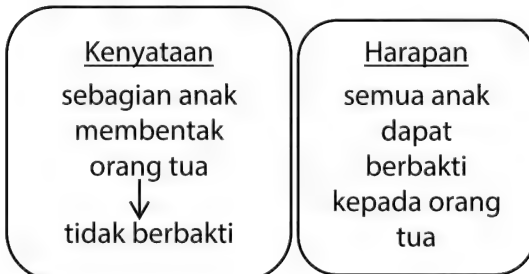 Kenyataan
sebagian anak
membentak
orang tua
tidak berbakti
Harapan
semua anak
dapat
berbakti
kepada orang
tua